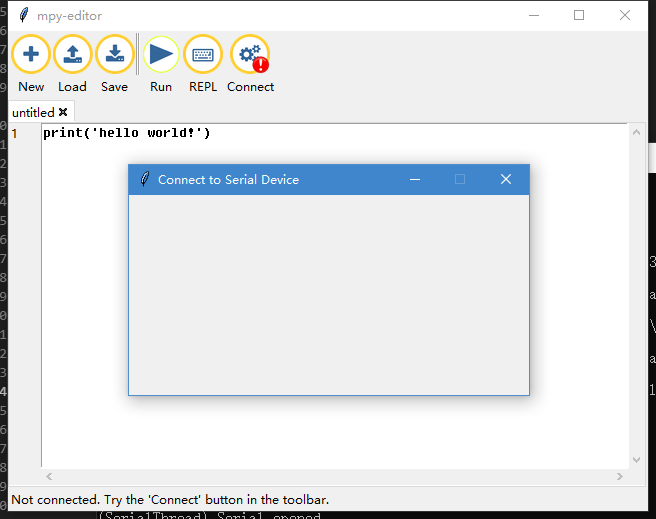 mpy-editor
New Load Save Run REPL Connect
untitled
1 print('hello world!')
Connect to Serial Device
Not connected. Try the 'Connect' button in the toolbar.
(SerialThread) Serial opened